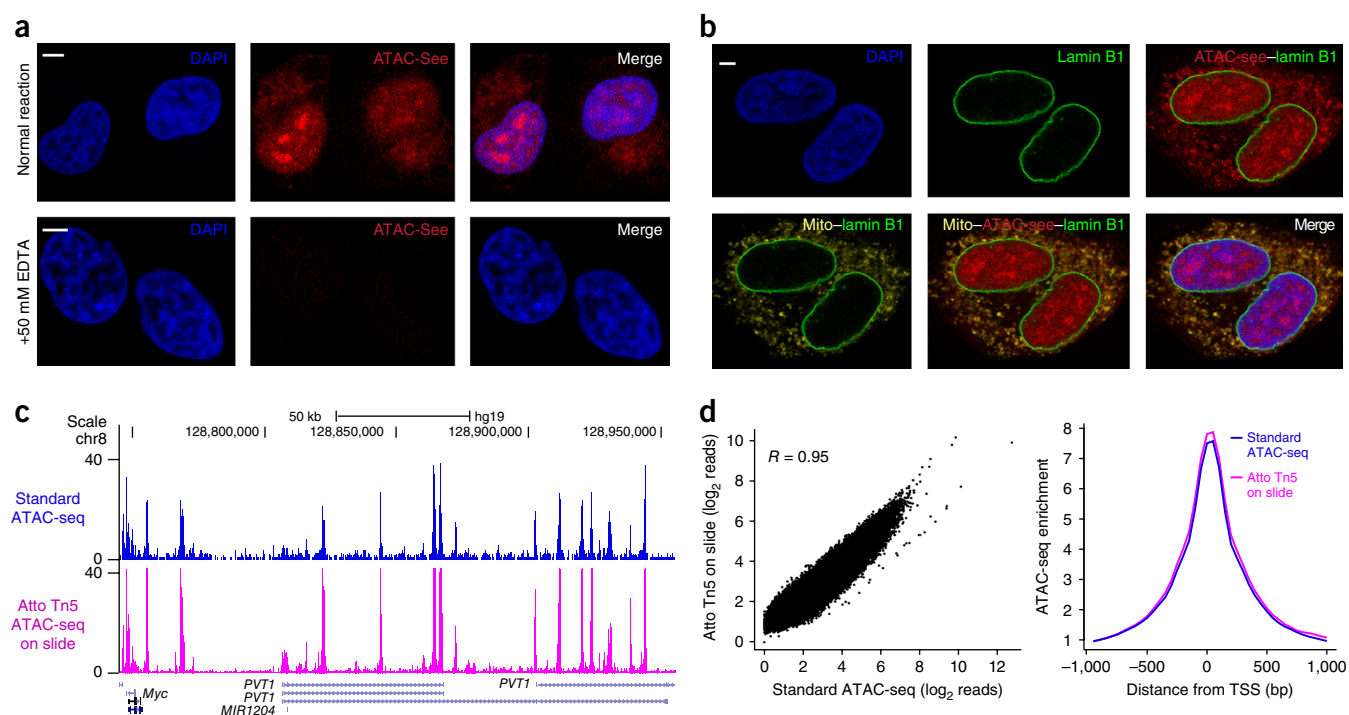 a
Normal reaction
DAPI
ATAC-See
Merge
+50 mM EDTA
DAPI
ATAC-See
Merge
b
DAPI
Lamin B1
ATAC-see–lamin B1
Mito–lamin B1
Mito–ATAC-see–lamin B1
Merge
c
Scale
50 kb
hg19
chr8
128,800,000
128,850,000
128,900,000
128,950,000
40
Standard
ATAC-seq
0
40
Atto Tn5
ATAC-seq
on slide
0
Myc
PVT1
PVT1
PVT1
MIR1204
d
Atto Tn5 on slide (log2 reads)
R = 0.95
10
8
6
4
2
0
0 2 4 6 8 10 12
Standard ATAC-seq (log2 reads)
ATAC-seq enrichment
8
7
6
5
4
3
2
1
Standard
ATAC-seq
Atto Tn5
on slide
–1,000 –500 0 500 1,000
Distance from TSS (bp)